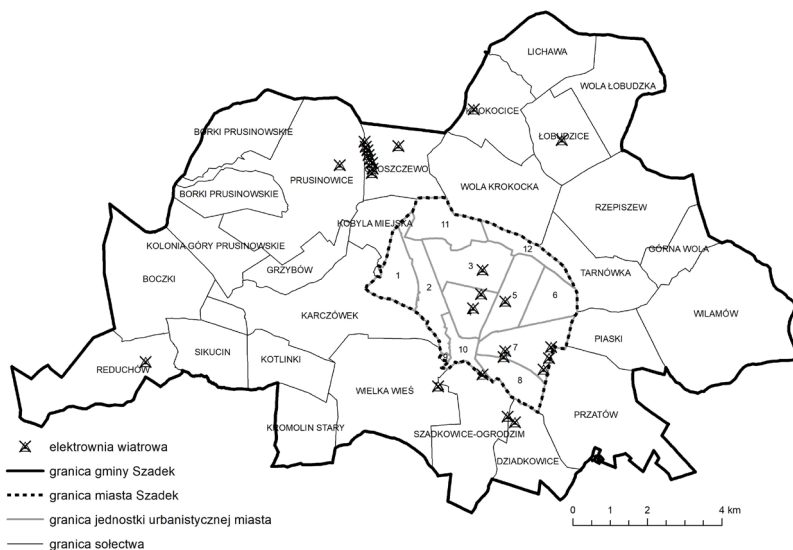 LICHAWA
WOLA ŁOBUDZKA
KROKOCICE
BORKI PRUSINOWSKIE
ŁOBUDZICE
PRUSINOWICE
WOLA KROKOCKA
BORKI PRUSINOWSKIE
RZEPISZEW
KOBYLA MIEJSKA
11
KOLONIA GÓRY PRUSINOWSKIE
12
GÓRNA WOLA
GRZYBÓW
3
TARNÓWKA
BOCZKI
1
2
5
6
KARCZÓWEK
WILAMÓW
PIASKI
10
7
SIKUCIN
KOTLINKI
REDUCHÓW
8
WIELKA WIEŚ
PRZATÓW
KROMOLIN STARY
SZADKOWICE-OGRODZIM
DZIADKOWICE
elektrownia wiatrowa
granica gminy Szadek
granica miasta Szadek
granica jednostki urbanistycznej miasta
granica sołectwa
0 1 2 4 km